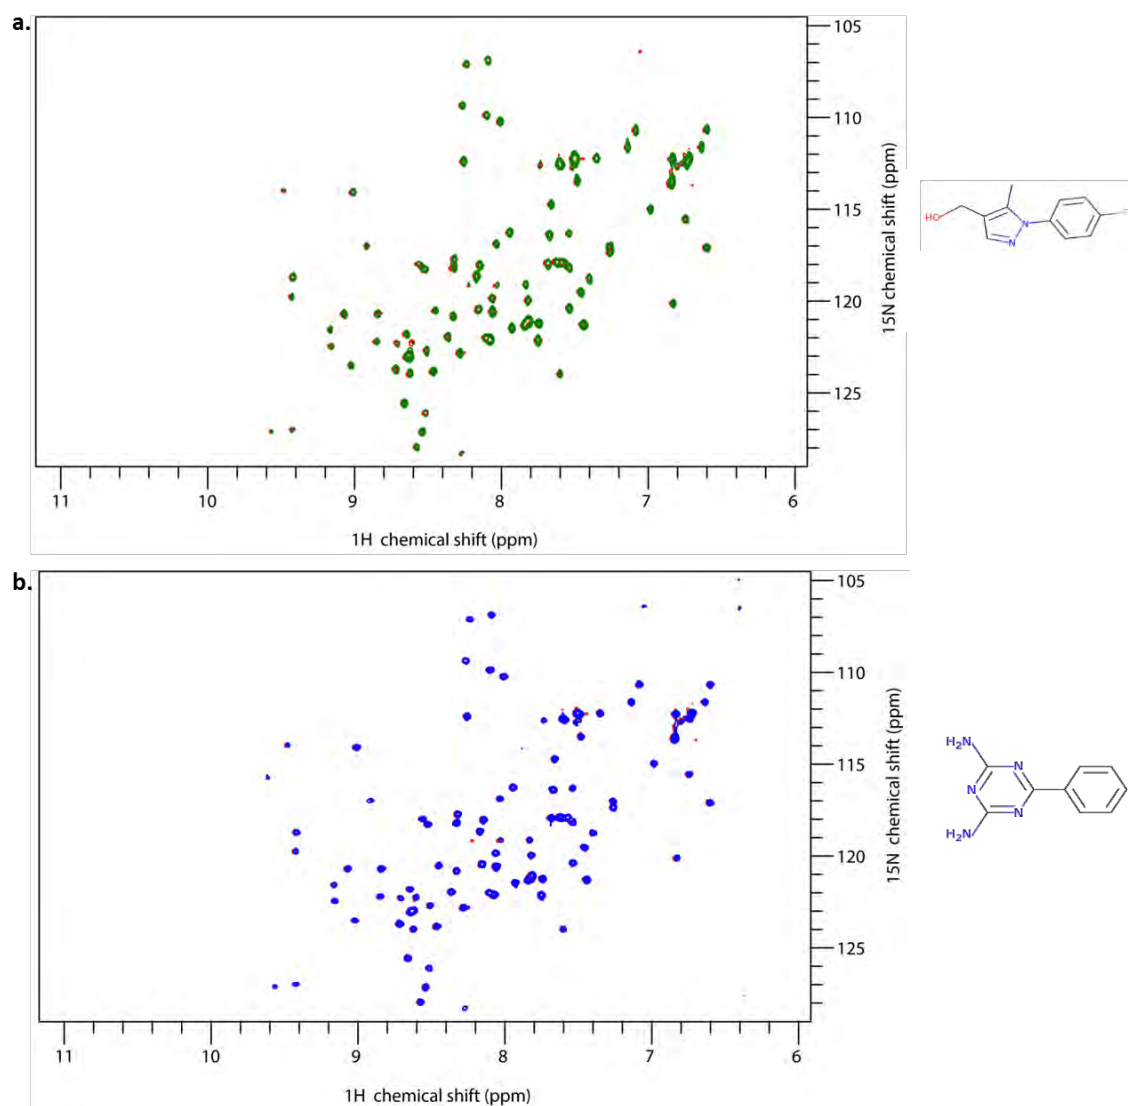 a.
105
110
115
120
125
15N chemical shift (ppm)
11 10 9 8 7 6
1H chemical shift (ppm)
HO
N
N
b.
105
110
115
120
125
15N chemical shift (ppm)
11 10 9 8 7 6
1H chemical shift (ppm)
H₂N
N
N
N
H₂N